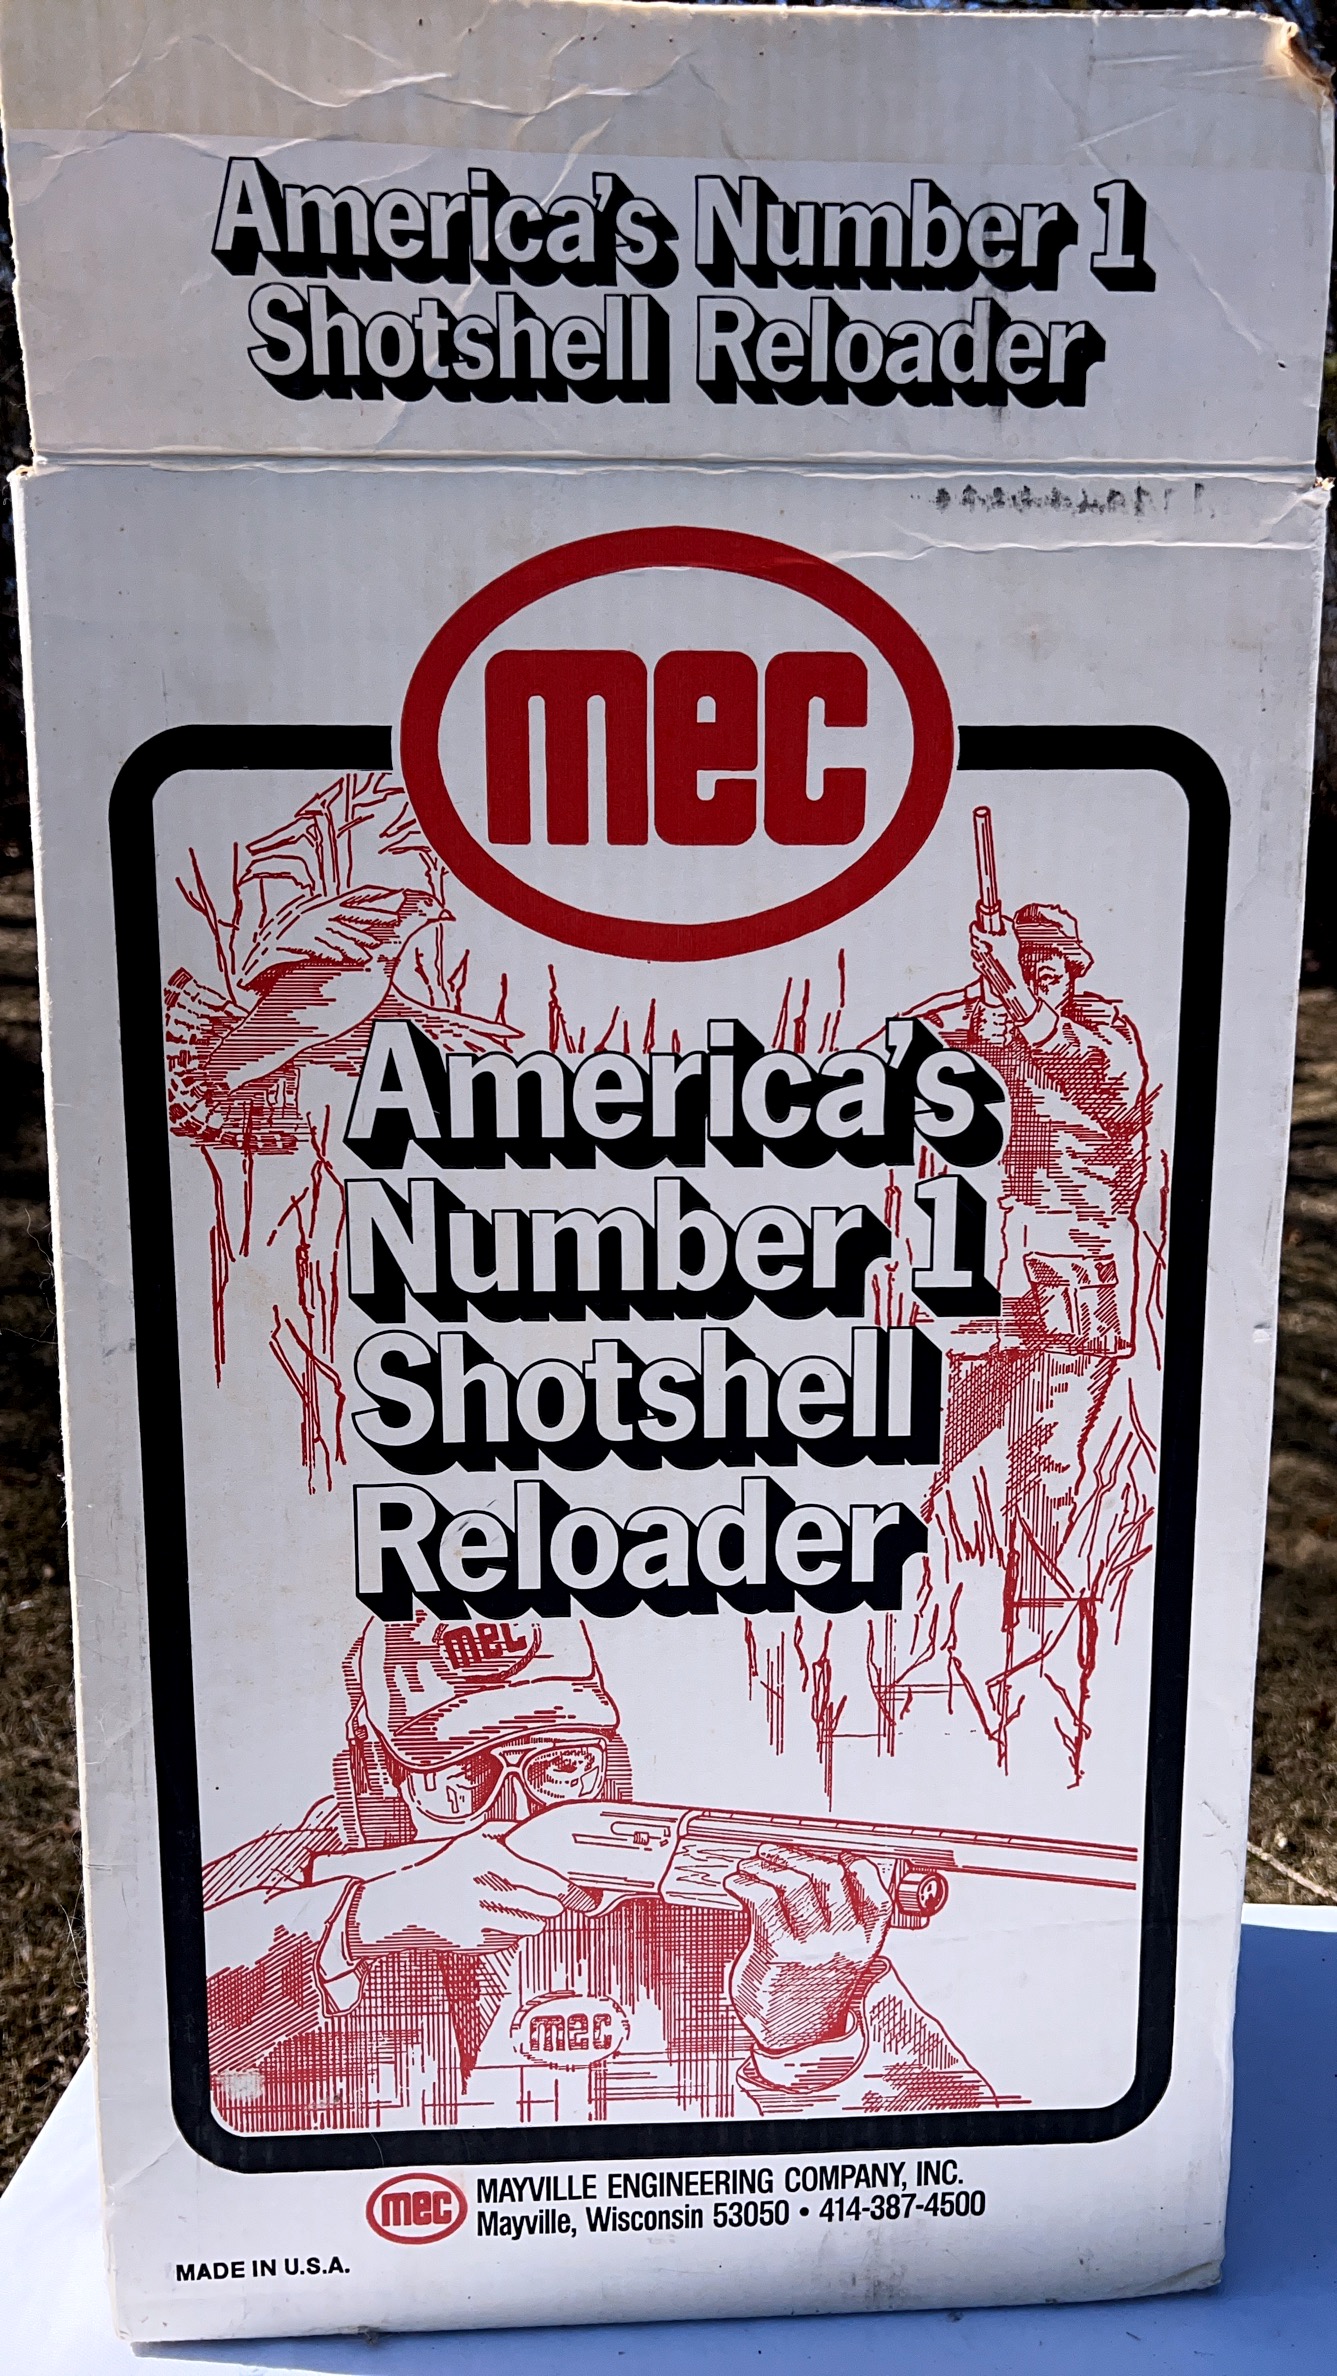 America's Number 1
Shotshell Reloader
mec
America's
Number 1
Shotshell
Reloader
mec
mec
mec MAYVILLE ENGINEERING COMPANY, INC.
Mayville, Wisconsin 53050 • 414-387-4500
MADE IN U.S.A.